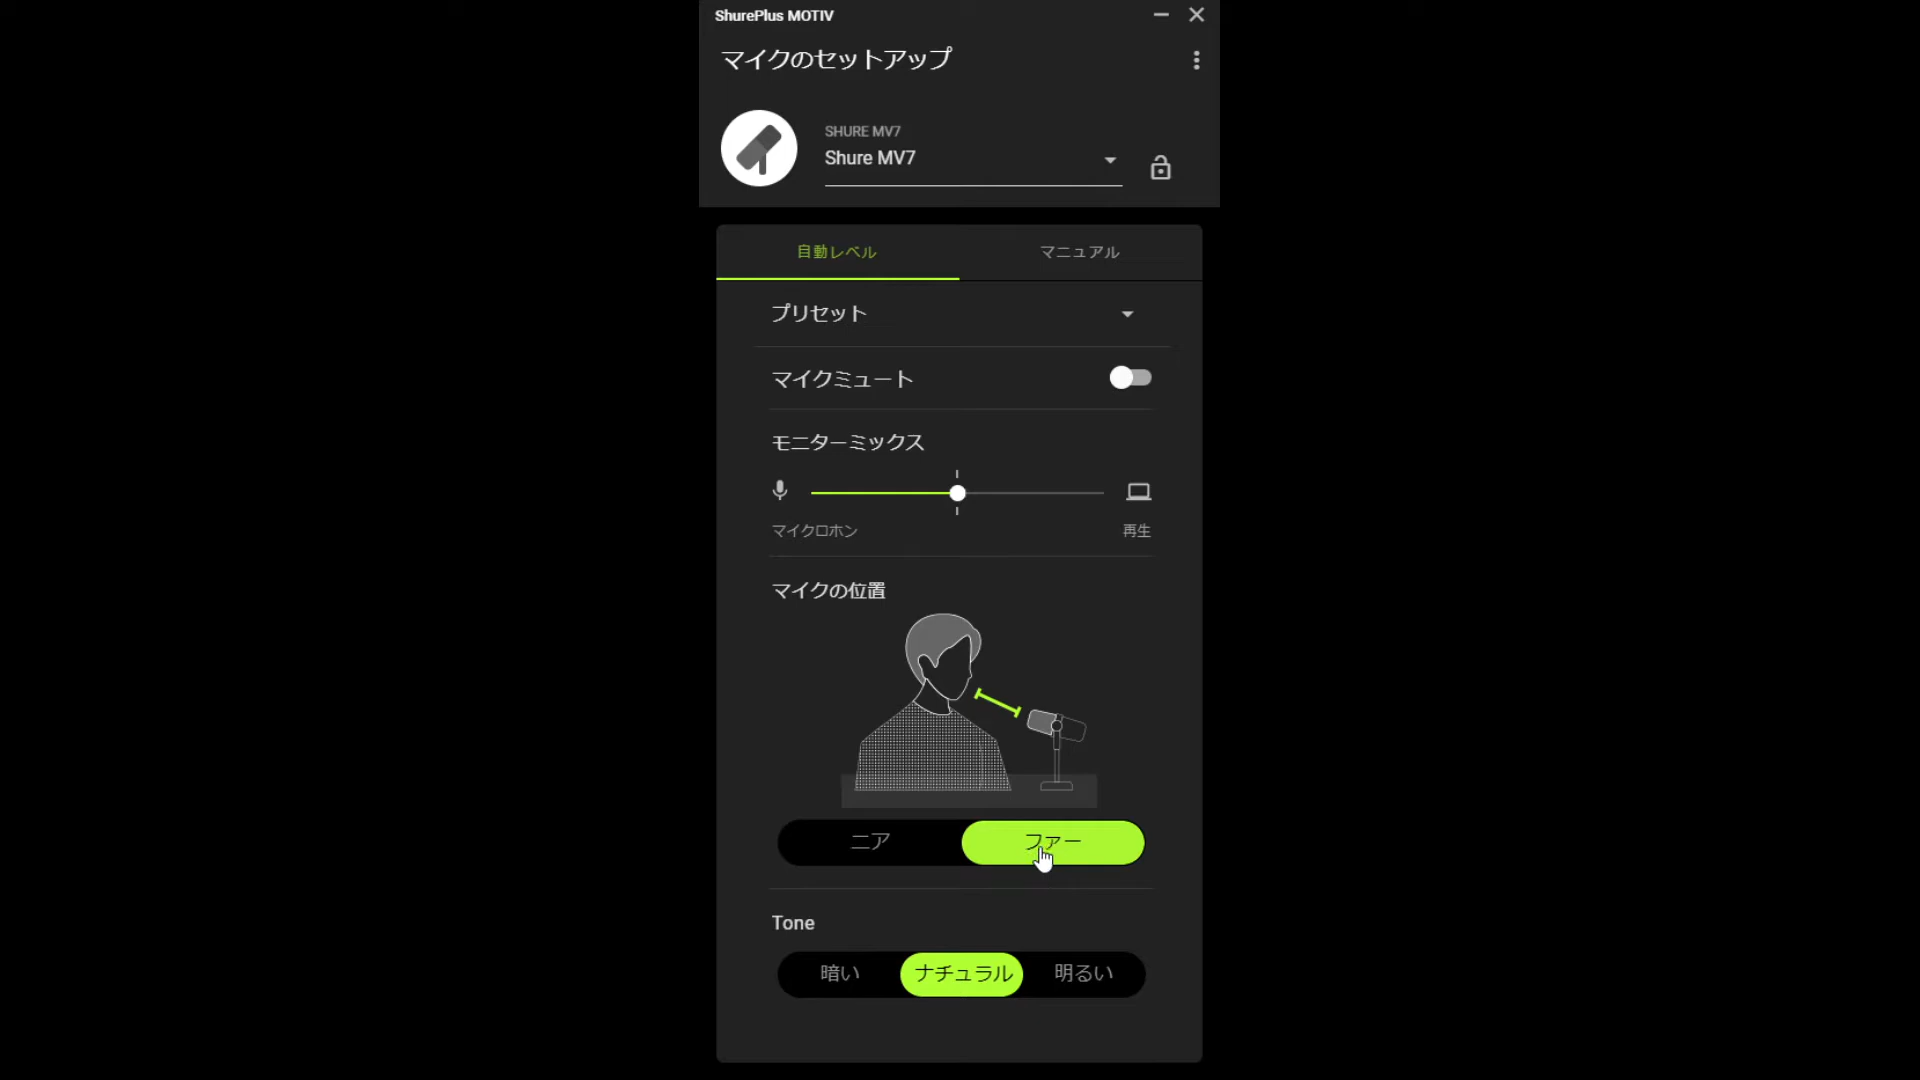 ShurePlus MOTIV
マイクのセットアップ
SHURE MV7
Shure MV7
自動レベル
マニュアル
プリセット
マイクミュート
モニターミックス
マイクロホン
再生
マイクの位置
ニア
ファー
Tone
暗い
ナチュラル
明るい